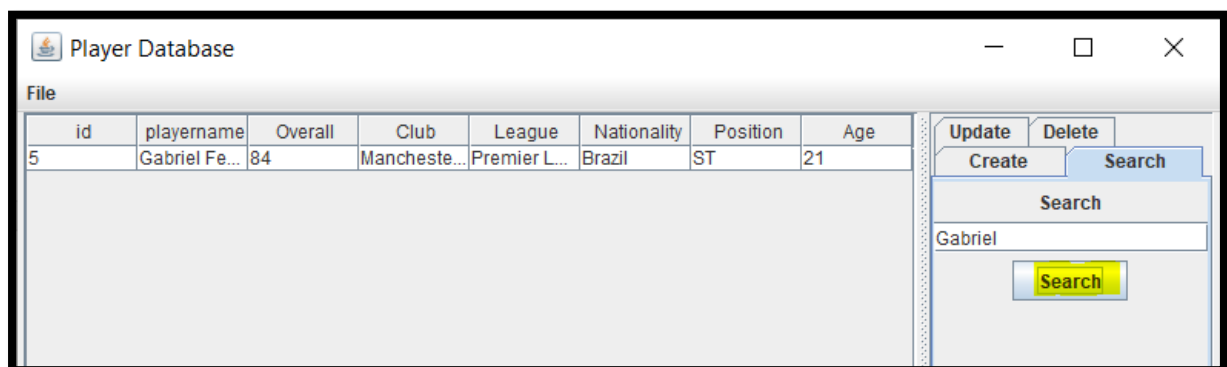 Player Database
File
id playername Overall Club League Nationality Position Age
5 Gabriel Fe... 84 Mancheste... Premier L... Brazil ST 21
Update Delete
Create Search
Search
Gabriel
Search